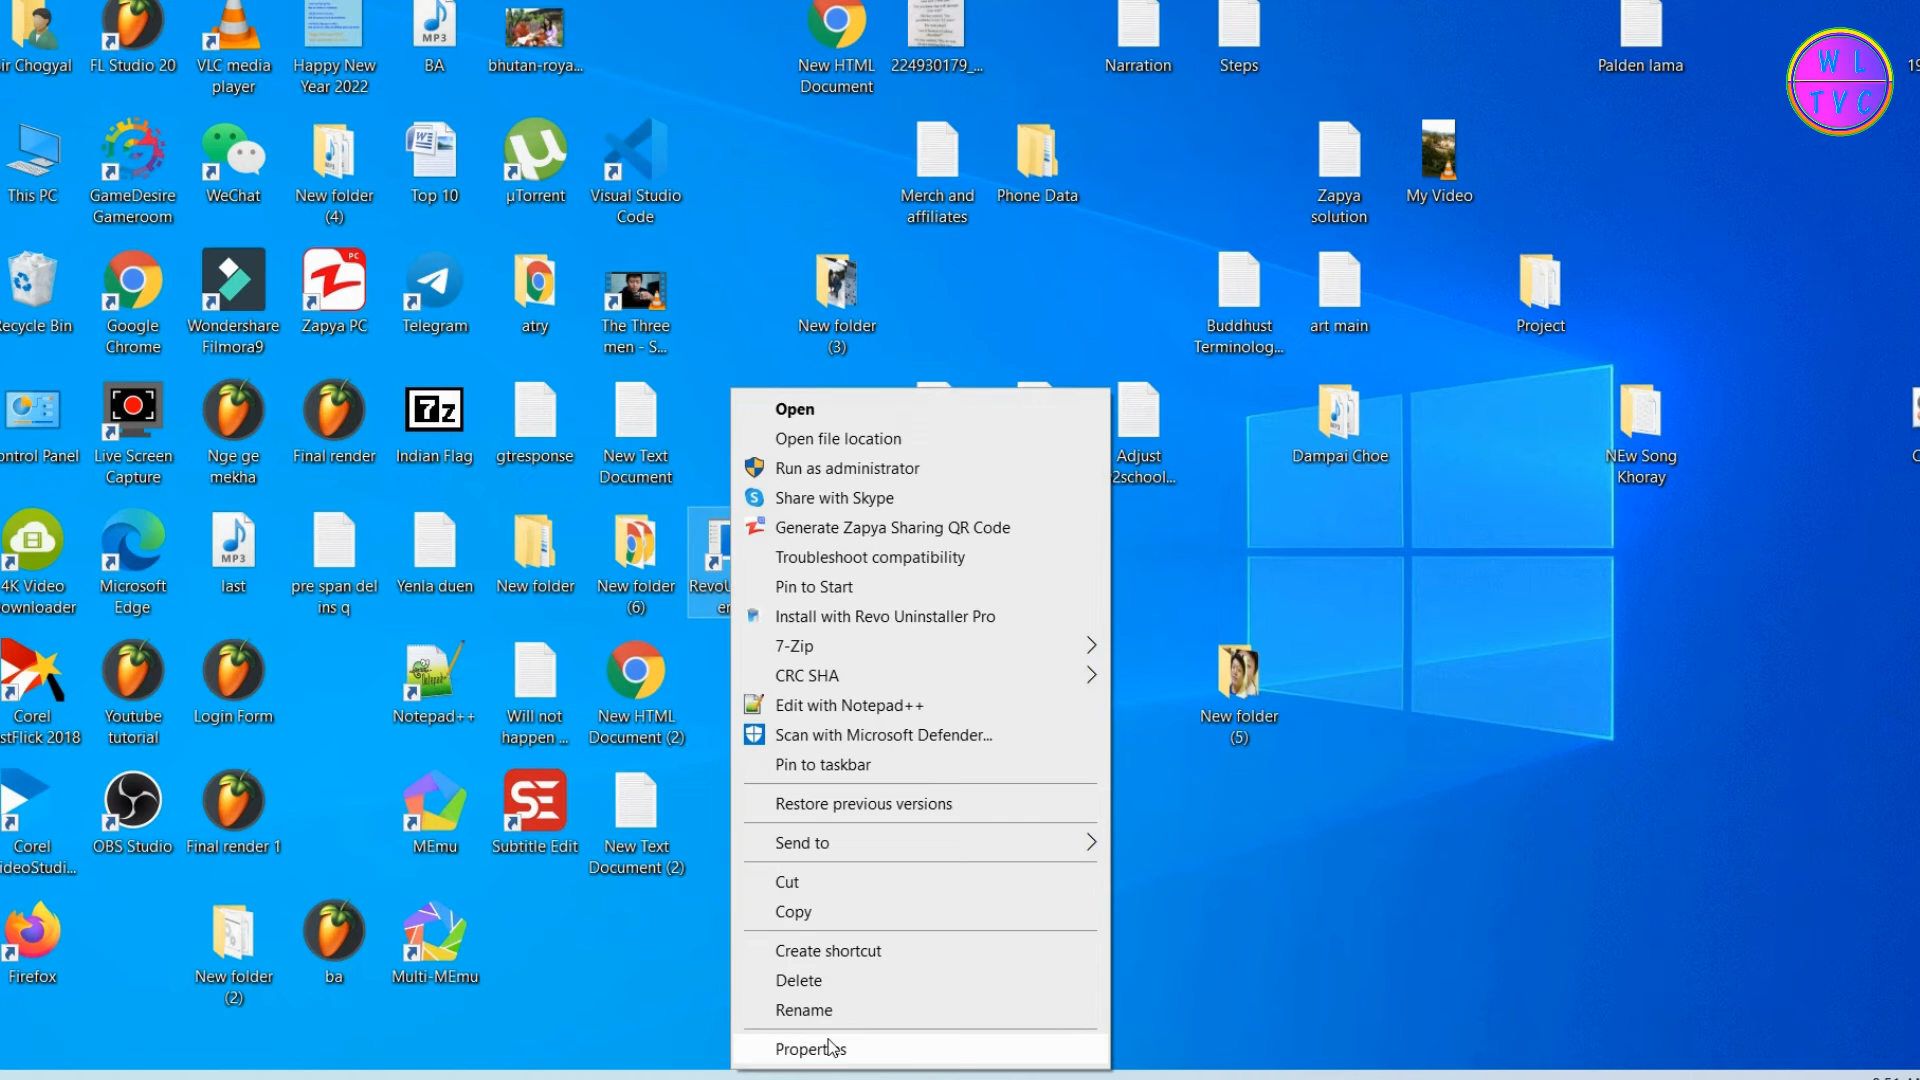 ir Chogyal
FL Studio 20
VLC media
player
Happy New
Year 2022
MP3
BA
bhutan-roya...
New HTML
Document
224930179_...
Narration
Steps
Palden lama
19
W L
T V C
This PC
GameDesire
Gameroom
WeChat
New folder
(4)
Top 10
µTorrent
Visual Studio
Code
Merch and
affiliates
Phone Data
Zapya
solution
My Video
ecycle Bin
Google
Chrome
Wondershare
Filmora9
PC
Zapya PC
Telegram
atry
The Three
men - S...
New folder
(3)
Buddhust
Terminolog...
art main
Project
ontrol Panel
Live Screen
Capture
Nge ge
mekha
Final render
7z
Indian Flag
gtresponse
New Text
Document
Adjust
2school...
Dampai Choe
NEw Song
Khoray
4K Video
ownloader
Microsoft
Edge
MP3
last
pre span del
ins q
Yenla duen
New folder
New folder
(6)
RevoU
er
Corel
stFlick 2018
Youtube
tutorial
Login Form
Notepad++
Will not
happen ...
New HTML
Document (2)
New folder
(5)
Corel
ideoStudi...
OBS Studio
Final render 1
MEmu
SE
Subtitle Edit
New Text
Document (2)
Firefox
New folder
(2)
ba
Multi-MEmu
Open
Open file location
Run as administrator
Share with Skype
Generate Zapya Sharing QR Code
Troubleshoot compatibility
Pin to Start
Install with Revo Uninstaller Pro
7-Zip
CRC SHA
Edit with Notepad++
Scan with Microsoft Defender...
Pin to taskbar
Restore previous versions
Send to
Cut
Copy
Create shortcut
Delete
Rename
Properties